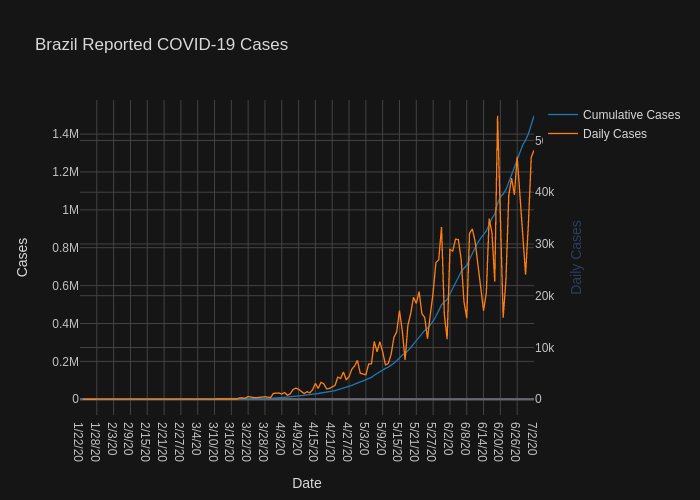 Brazil Reported COVID-19 Cases
Cumulative Cases
Daily Cases
1.4M
1.2M
1M
0.8M
0.6M
0.4M
0.2M
0
40k
30k
20k
10k
0
Cases
Daily Cases
1/22/20
1/28/20
2/3/20
2/9/20
2/15/20
2/21/20
2/27/20
3/4/20
3/10/20
3/16/20
3/22/20
3/28/20
4/3/20
4/9/20
4/15/20
4/21/20
4/27/20
5/3/20
5/9/20
5/15/20
5/21/20
5/27/20
6/2/20
6/8/20
6/14/20
6/20/20
6/26/20
7/2/20
Date